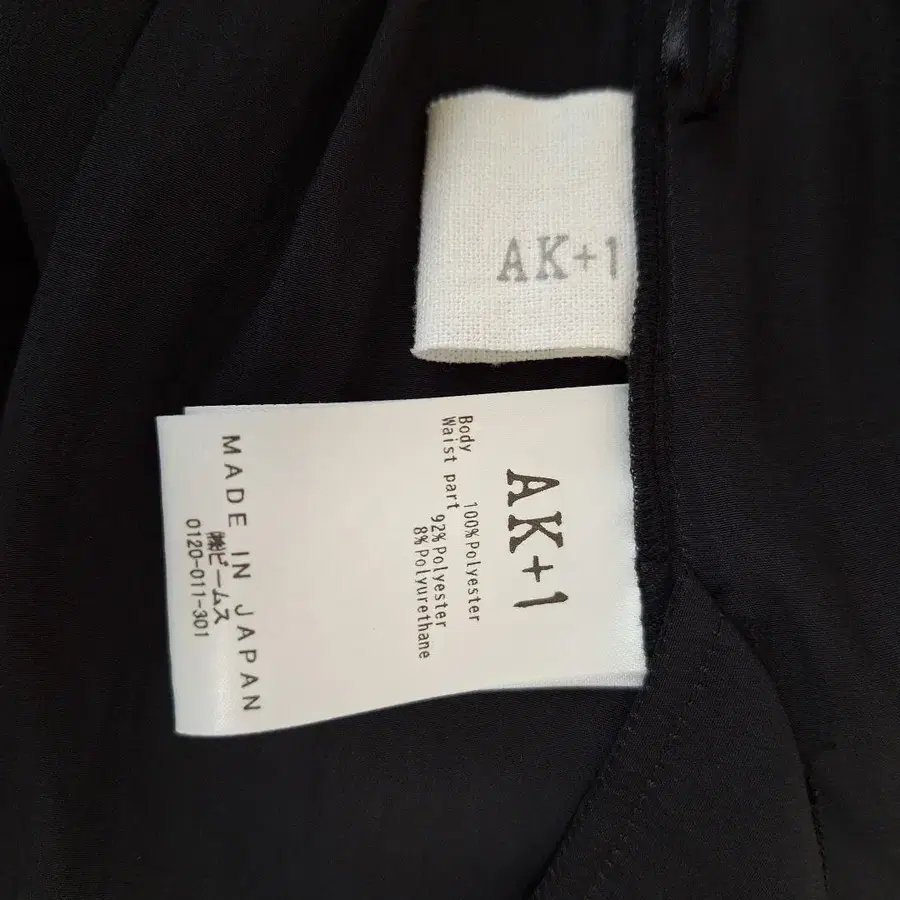 AK+1
AK+1
Body
100%Polyester
Waist part
92%Polyester
8%Polyurethane
MADE IN JAPAN
㈱ビームス
0120-011-301